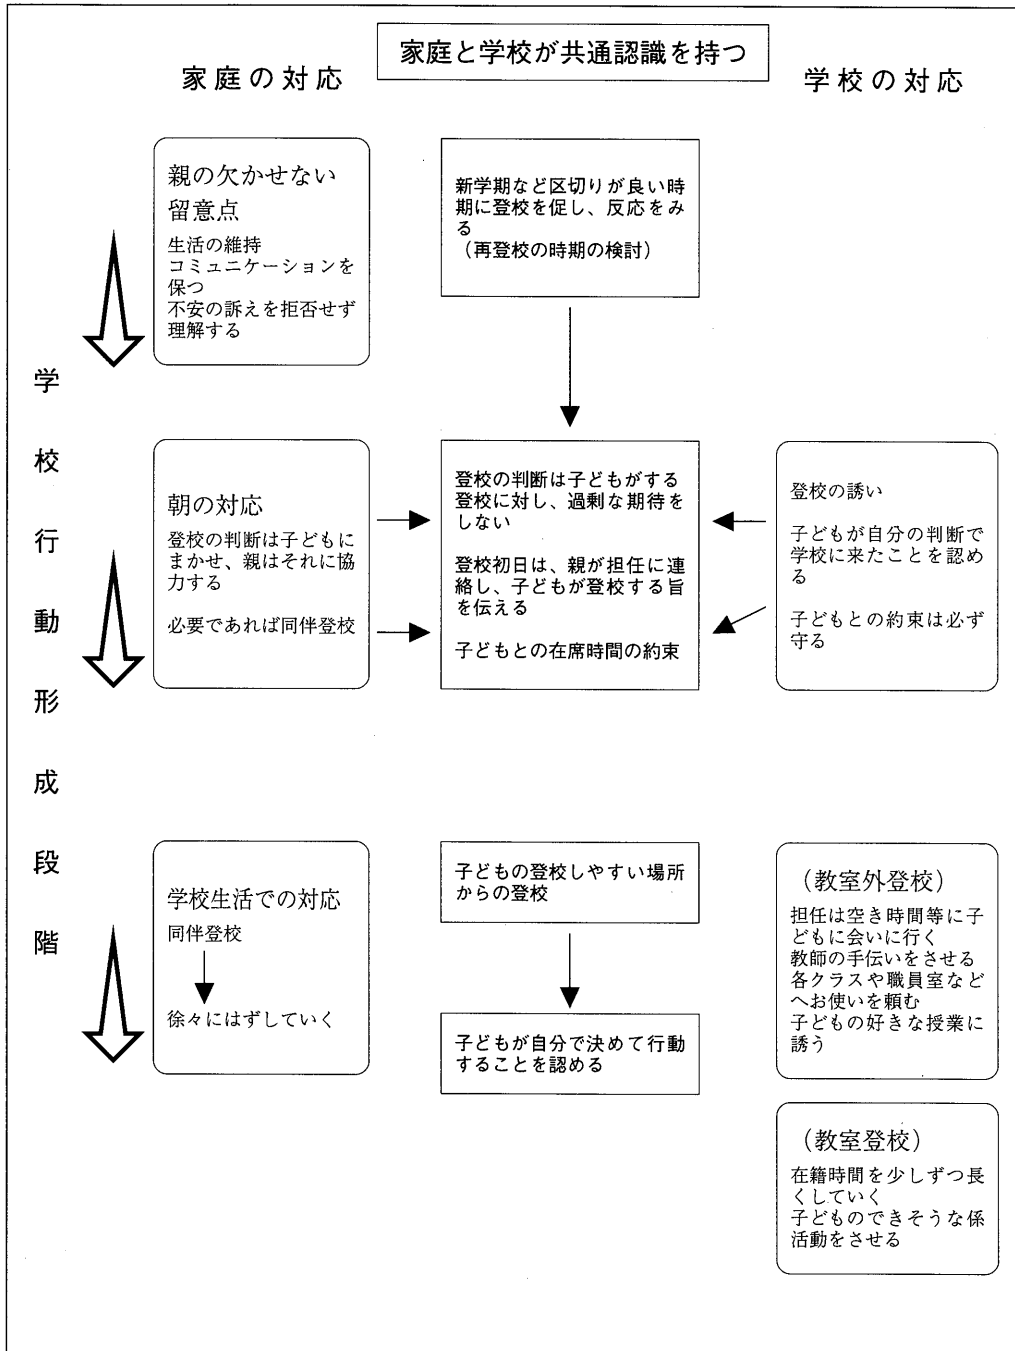 家庭と学校が共通認識を持つ
家庭の対応
学校の対応
学校行動形成段階
親の欠かせない
留意点
生活の維持
コミュニケーションを
保つ
不安の訴えを拒否せず
理解する
新学期など区切りが良い時
期に登校を促し、反応をみ
る
（再登校の時期の検討）
朝の対応
登校の判断は子どもに
まかせ、親はそれに協
力する
必要であれば同伴登校
登校の判断は子どもがする
登校に対し、過剰な期待を
しない
登校初日は、親が担任に連
絡し、子どもが登校する旨
を伝える
子どもとの在席時間の約束
登校の誘い
子どもが自分の判断で
学校に来たことを認め
る
子どもとの約束は必ず
守る
学校生活での対応
同伴登校
徐々にはずしていく
子どもの登校しやすい場所
からの登校
子どもが自分で決めて行動
することを認める
（教室外登校）
担任は空き時間等に子
どもに会いに行く
教師の手伝いをさせる
各クラスや職員室など
へお使いを頼む
子どもの好きな授業に
誘う
（教室登校）
在籍時間を少しずつ長
くしていく
子どものできそうな係
活動をさせる